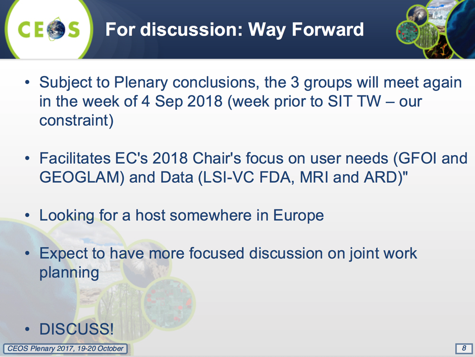 CEOS
For discussion: Way Forward
• Subject to Plenary conclusions, the 3 groups will meet again
in the week of 4 Sep 2018 (week prior to SIT TW – our
constraint)
• Facilitates EC's 2018 Chair's focus on user needs (GFOI and
GEOGLAM) and Data (LSI-VC FDA, MRI and ARD)"
• Looking for a host somewhere in Europe
• Expect to have more focused discussion on joint work
planning
• DISCUSS!
CEOS Plenary 2017, 19-20 October
8